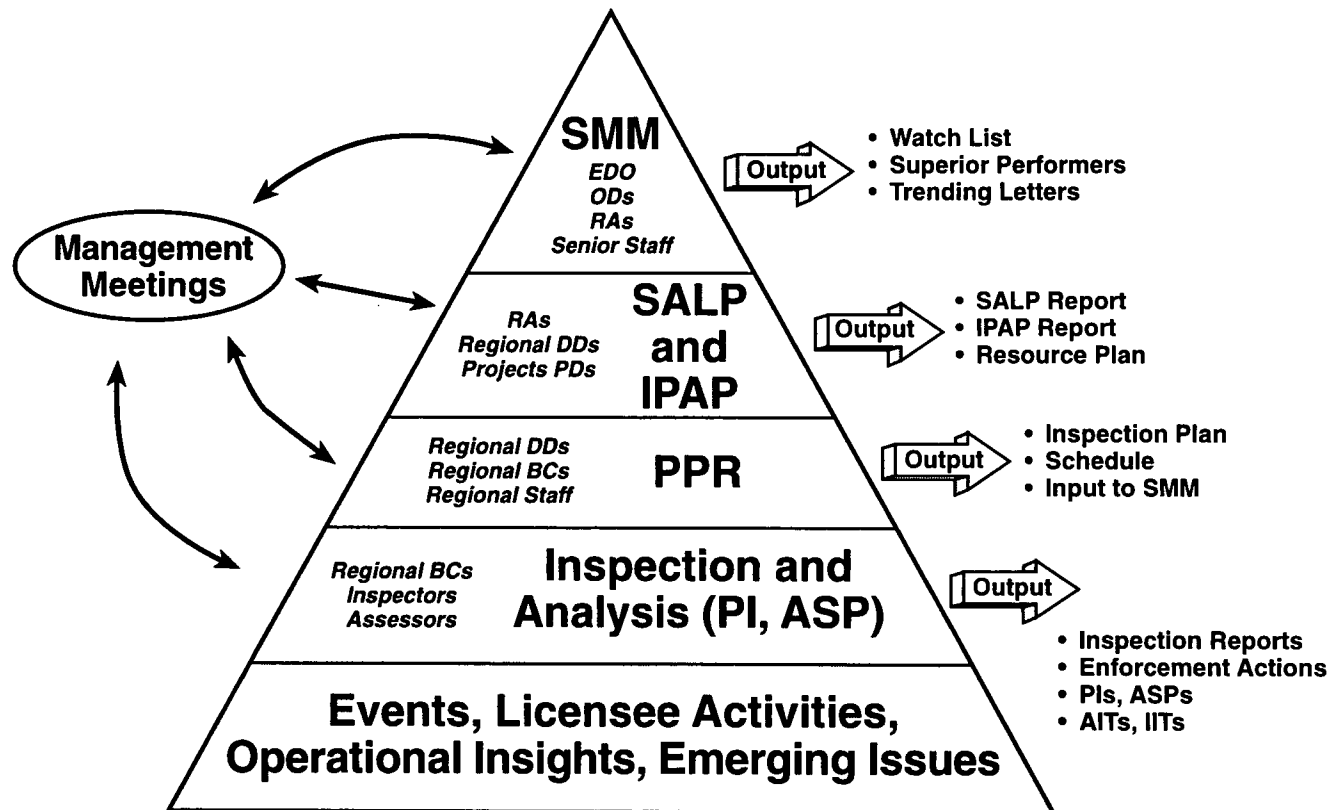 SMM
EDO
ODs
RAs
Senior Staff
Output
• Watch List
• Superior Performers
• Trending Letters
Management
Meetings
RAs
Regional DDs
Projects PDs
SALP
and
IPAP
Output
• SALP Report
• IPAP Report
• Resource Plan
Regional DDs
Regional BCs
Regional Staff
PPR
Output
• Inspection Plan
• Schedule
• Input to SMM
Regional BCs
Inspectors
Assessors
Inspection and
Analysis (PI, ASP)
Output
• Inspection Reports
• Enforcement Actions
• PIs, ASPs
• AITs, IITs
Events, Licensee Activities,
Operational Insights, Emerging Issues